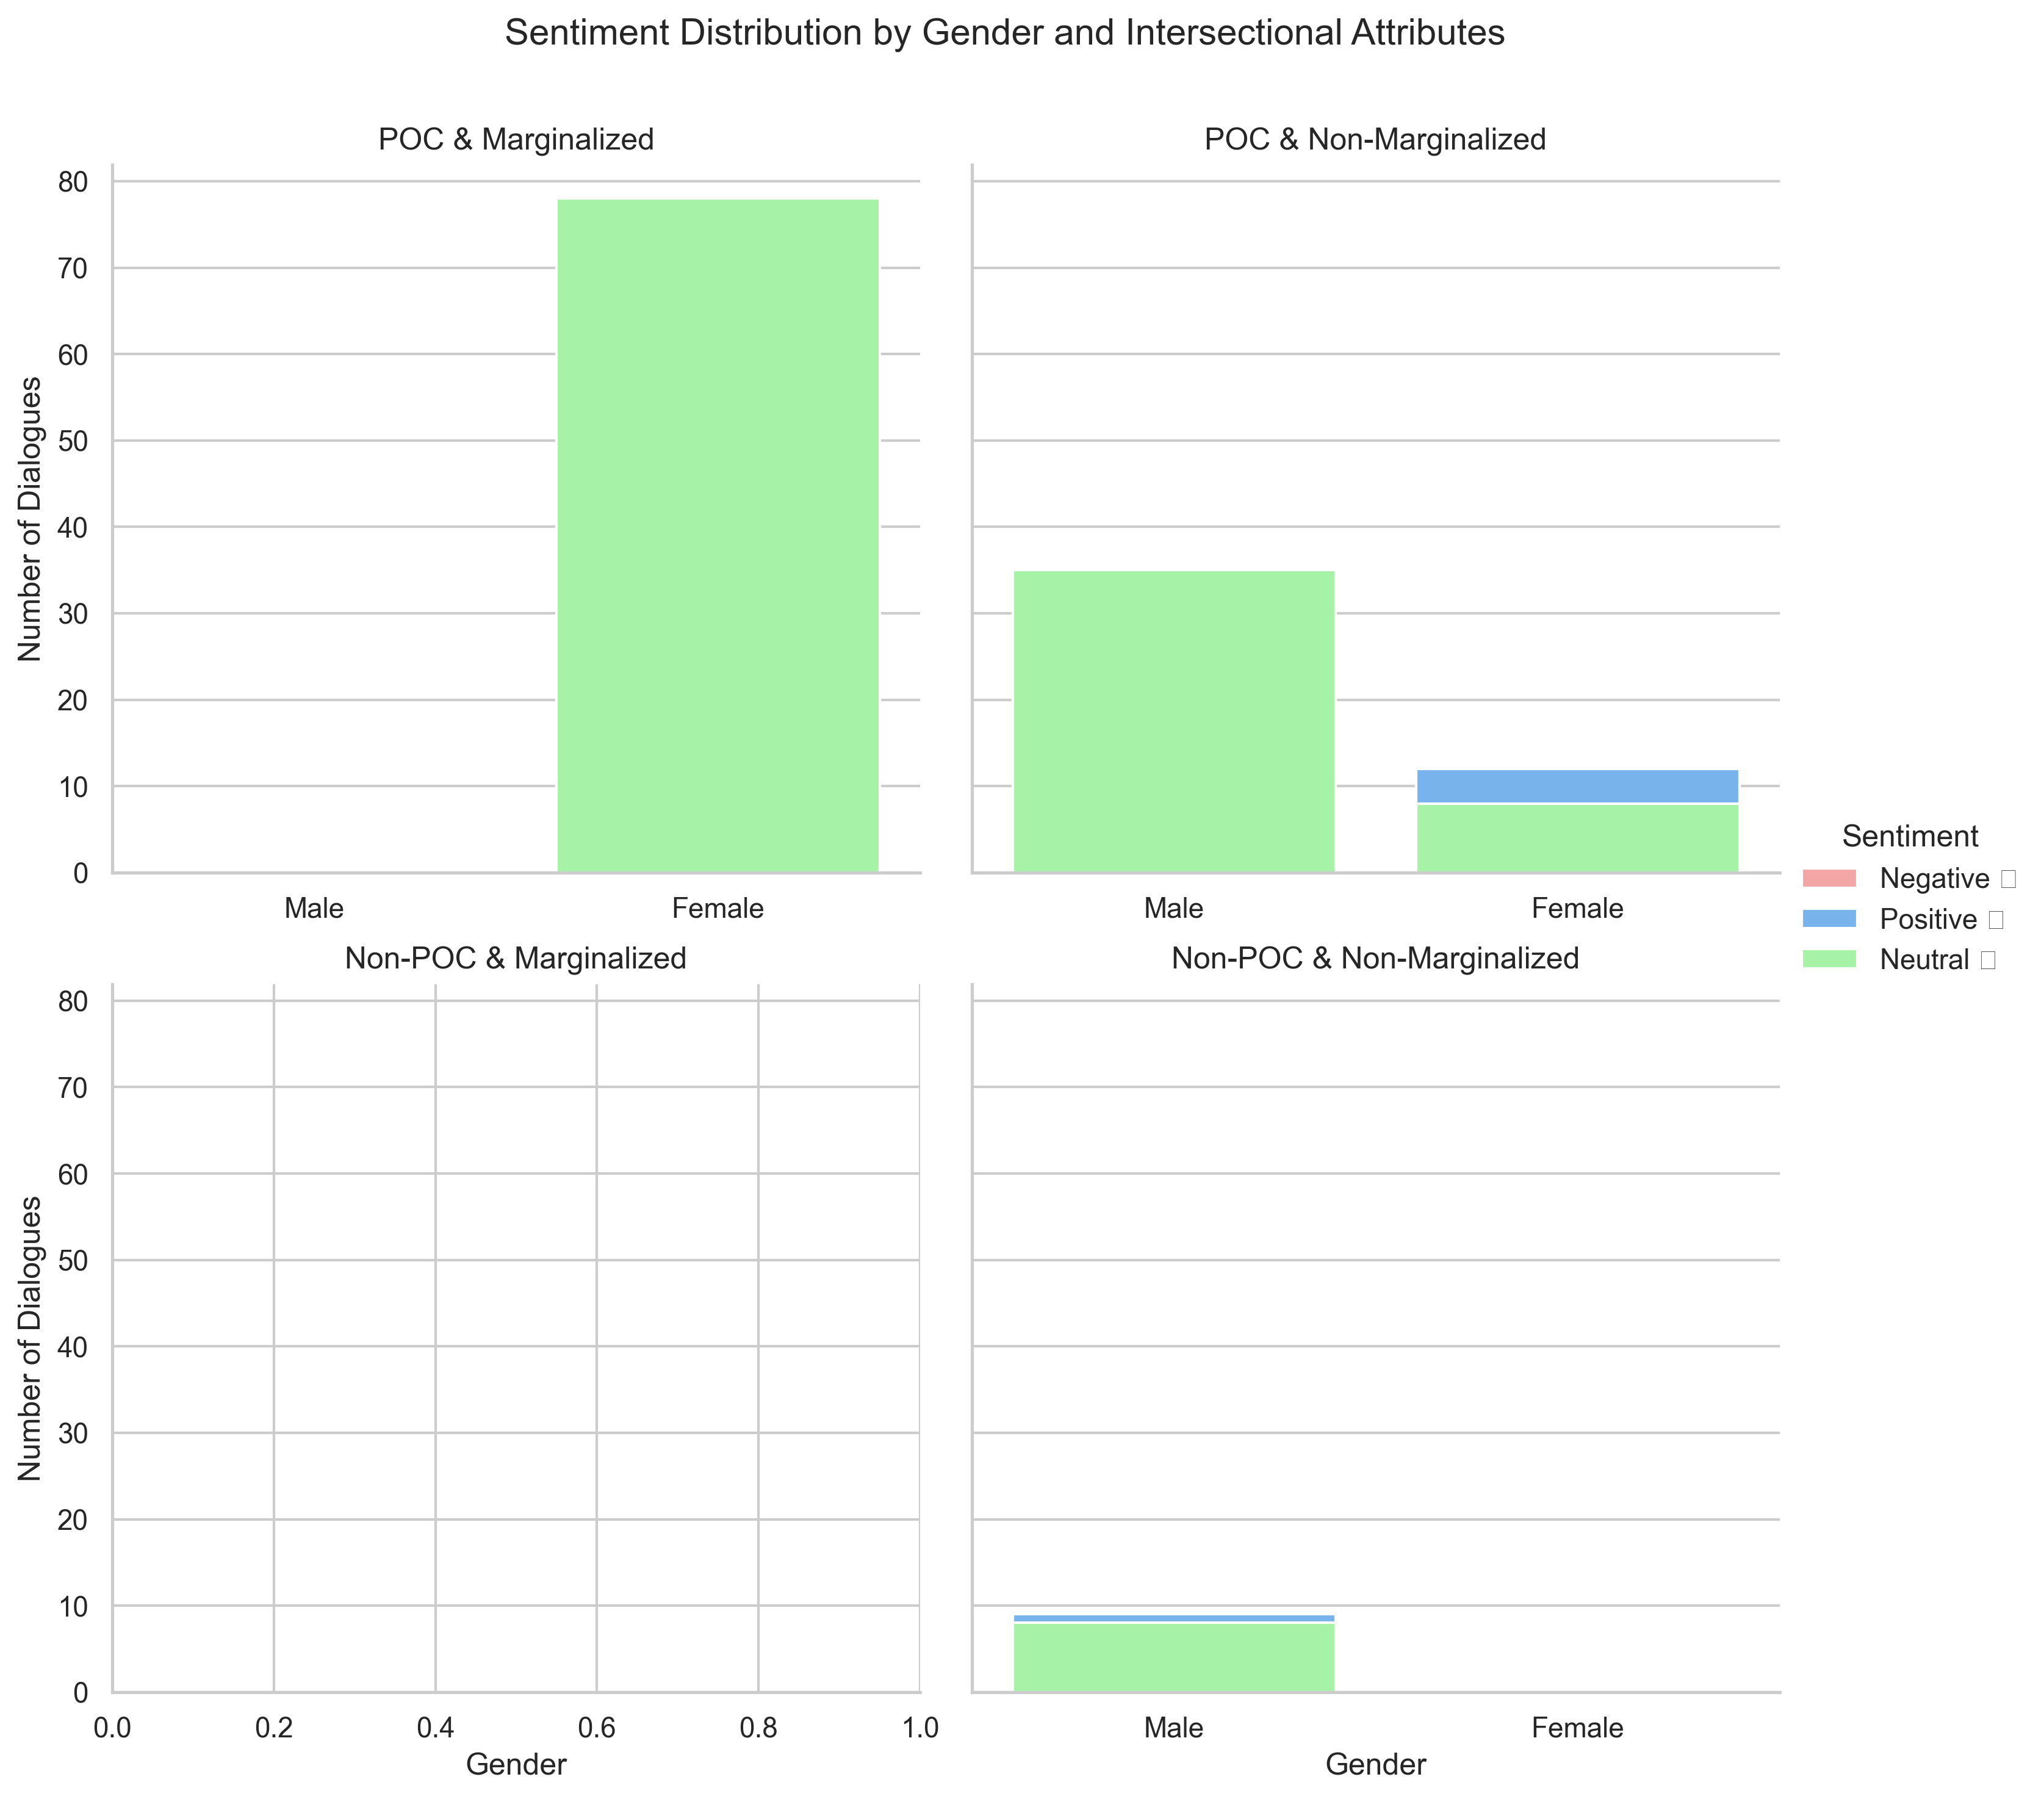 Sentiment Distribution by Gender and Intersectional Attributes
POC & Marginalized
POC & Non-Marginalized
80
70
60
50
40
30
20
10
0
Number of Dialogues
Male
Female
Male
Female
Sentiment
Negative □
Positive □
Neutral □
Non-POC & Marginalized
Non-POC & Non-Marginalized
80
70
60
50
40
30
20
10
0
Number of Dialogues
0.0
0.2
0.4
0.6
0.8
1.0
Gender
Male
Female
Gender